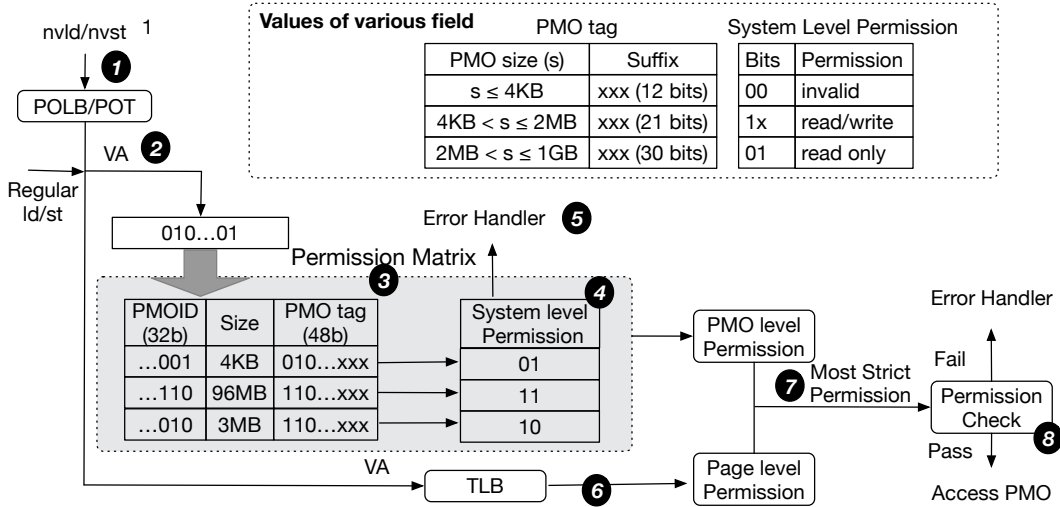 nvld/nvst 1
1
POLB/POT
VA 2
Regular
ld/st
010...01
Values of various field
PMO tag
PMO size (s) Suffix
s ≤ 4KB xxx (12 bits)
4KB < s ≤ 2MB xxx (21 bits)
2MB < s ≤ 1GB xxx (30 bits)
System Level Permission
Bits Permission
00 invalid
1x read/write
01 read only
Error Handler 5
Permission Matrix
3
PMOID
(32b)
Size
PMO tag
(48b)
...001 4KB 010...xxx
...110 96MB 110...xxx
...010 3MB 110...xxx
4
System level
Permission
01
11
10
PMO level
Permission
7 Most Strict
Permission
VA
TLB
6
Page level
Permission
Error Handler
Fail
Permission
Check
8
Pass
Access PMO